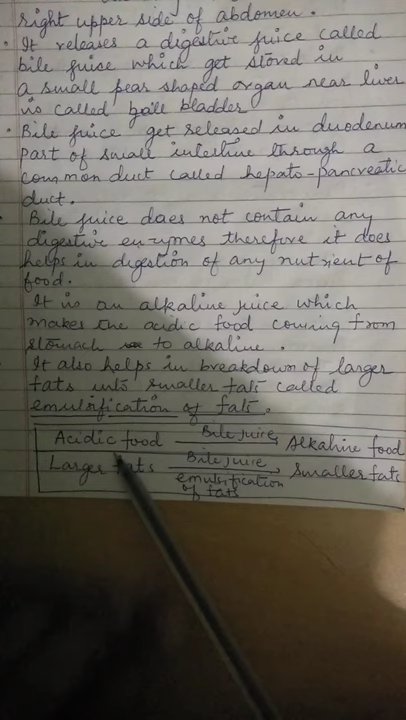 right upper side of abdomen.
• It releases a digestive juice called
bile juice which get stored in
a small pear shaped organ near liver
is called gall bladder
• Bile juice get released in duodenum
part of small intestine through a
common duct called hepato-pancreatic
duct.
Bile juice does not contain any
digestive enzymes therefore it does
helps in digestion of any nutrient of
food.
It is an alkaline juice which
makes the acidic food coming from
stomach to alkaline.
It also helps in breakdown of larger
fats into smaller fats called
emulsification of fats.
Acidic food Bile juice Alkaline food
Larger fats Bile juice Smaller fats
emulsification
of fats